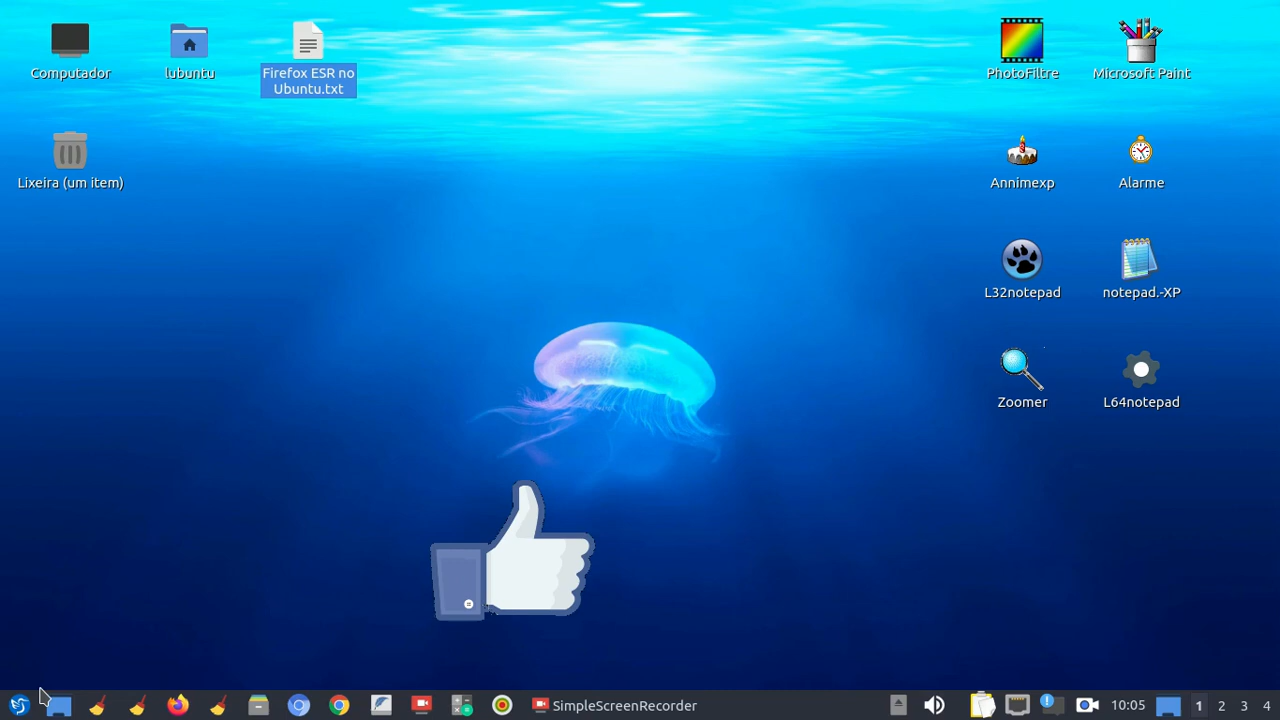 Computador
lubuntu
Firefox ESR no
Ubuntu.txt
PhotoFiltre
Microsoft Paint
Lixeira (um item)
Annimexp
Alarme
L32notepad
notepad.-XP
Zoomer
L64notepad
SimpleScreenRecorder
10:05
1 2 3 4